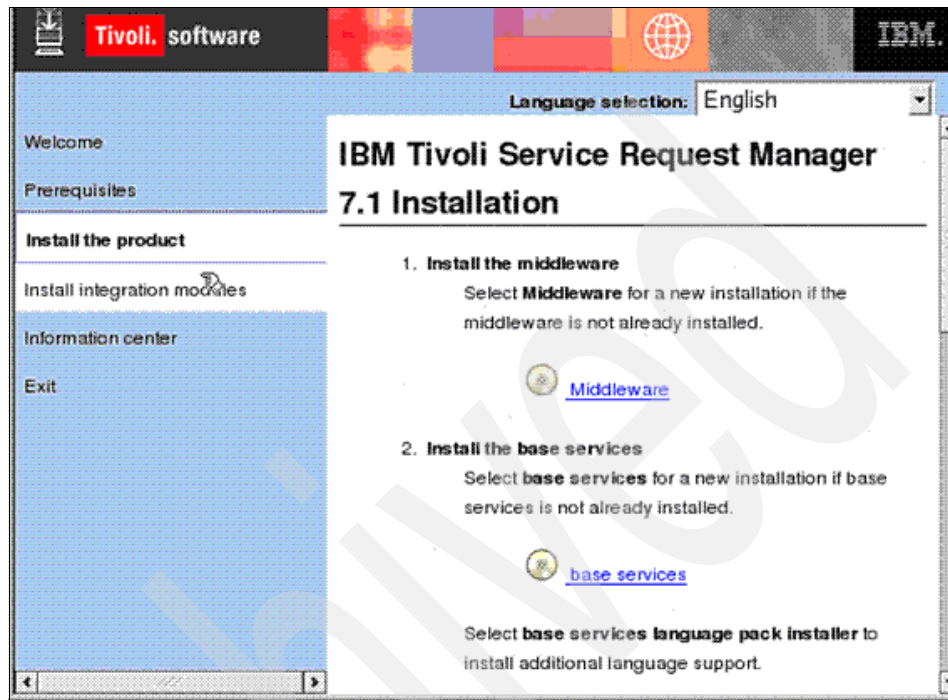 Tivoli. software
IBM.
Language selection: English
Welcome
Prerequisites
Install the product
Install integration modules
Information center
Exit
IBM Tivoli Service Request Manager
7.1 Installation
1. Install the middleware
Select Middleware for a new installation if the
middleware is not already installed.
Middleware
2. Install the base services
Select base services for a new installation if base
services is not already installed.
base services
Select base services language pack installer to
install additional language support.